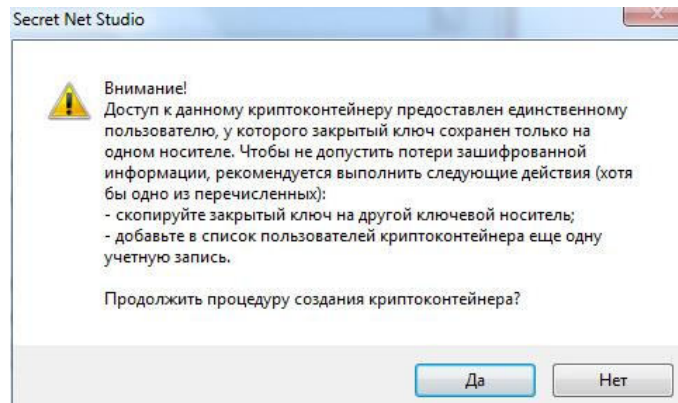 Secret Net Studio
Внимание!
Доступ к данному криптоконтейнеру предоставлен единственному
пользователю, у которого закрытый ключ сохранен только на
одном носителе. Чтобы не допустить потери зашифрованной
информации, рекомендуется выполнить следующие действия (хотя
бы одно из перечисленных):
- скопируйте закрытый ключ на другой ключевой носитель;
- добавьте в список пользователей криптоконтейнера еще одну
учетную запись.
Продолжить процедуру создания криптоконтейнера?
Да Нет